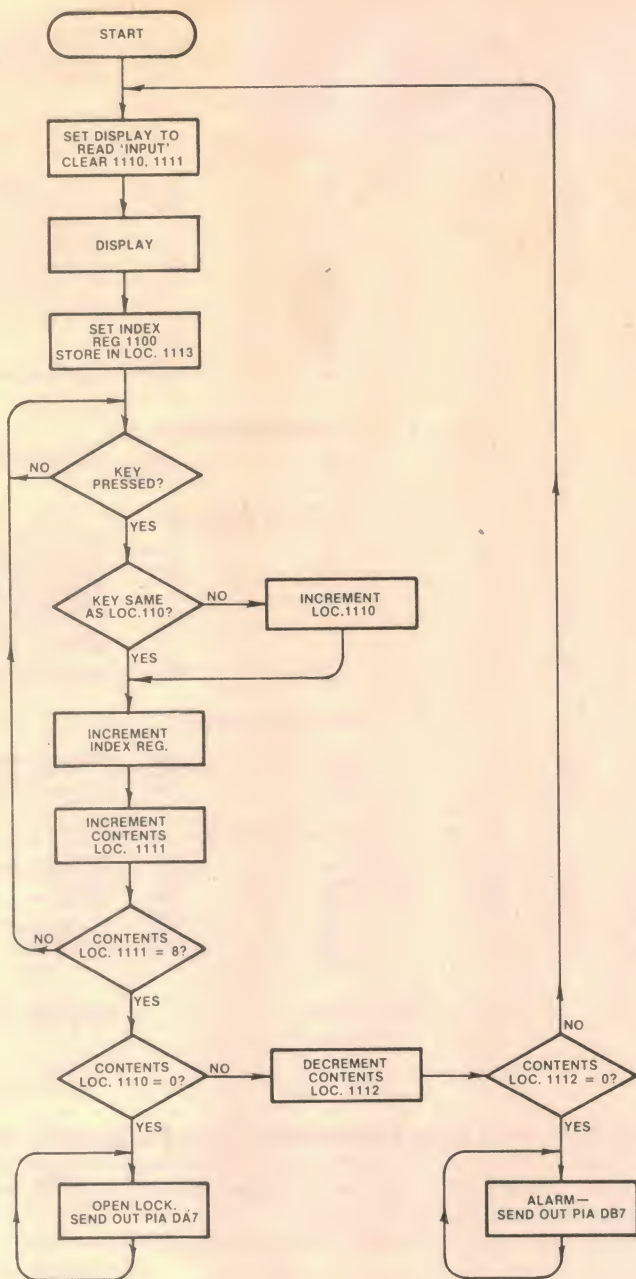 START
SET DISPLAY TO
READ 'INPUT'
CLEAR 1110, 1111
DISPLAY
SET INDEX
REG 1100
STORE IN LOC. 1113
NO
KEY
PRESSED?
YES
KEY SAME
AS LOC.110?
NO
INCREMENT
LOC.1110
YES
INCREMENT
INDEX REG.
INCREMENT
CONTENTS
LOC. 1111
NO
CONTENTS
LOC. 1111 = 8?
YES
CONTENTS
LOC. 1110 = 0?
NO
DECREMENT
CONTENTS
LOC. 1112
NO
CONTENTS
LOC. 1112 = 0?
YES
YES
OPEN LOCK.
SEND OUT PIA DA7
ALARM—
SEND OUT PIA DB7